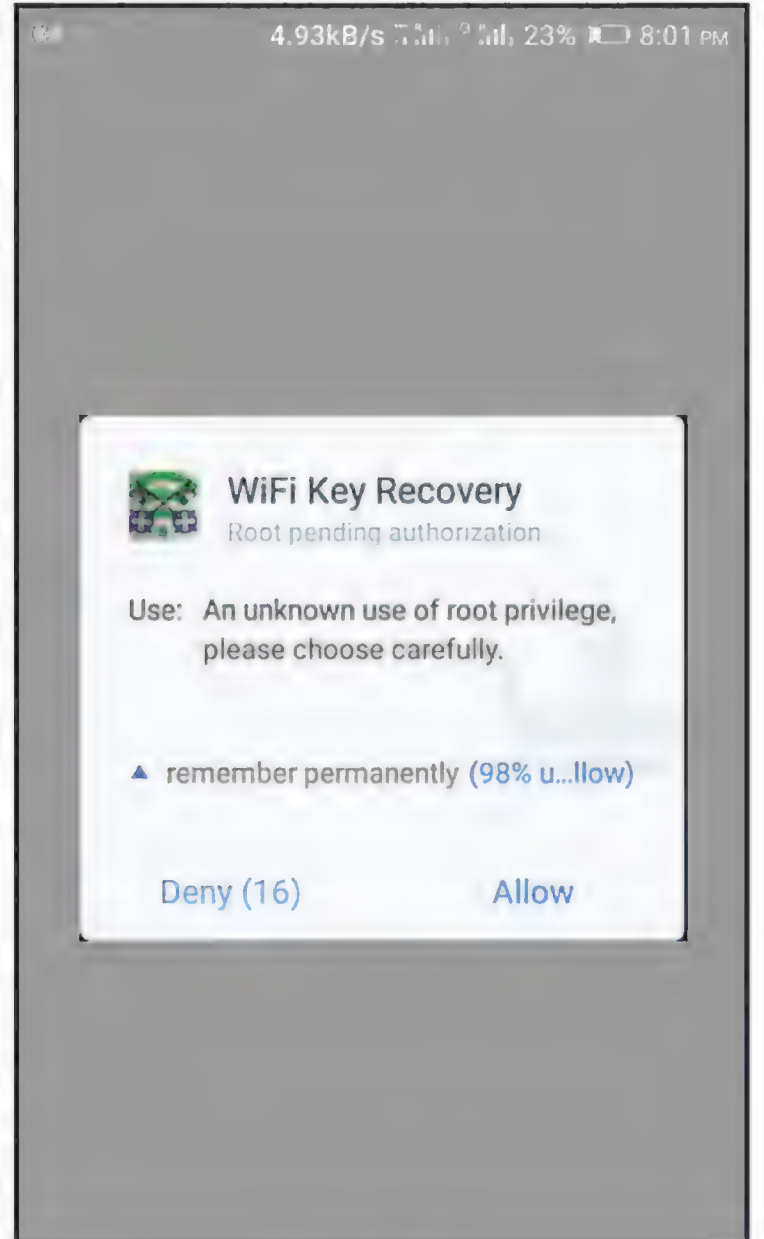 4.93kB/s 23% 8:01 PM
WiFi Key Recovery
Root pending authorization
Use: An unknown use of root privilege,
please choose carefully.
remember permanently (98% u...llow)
Deny (16) Allow